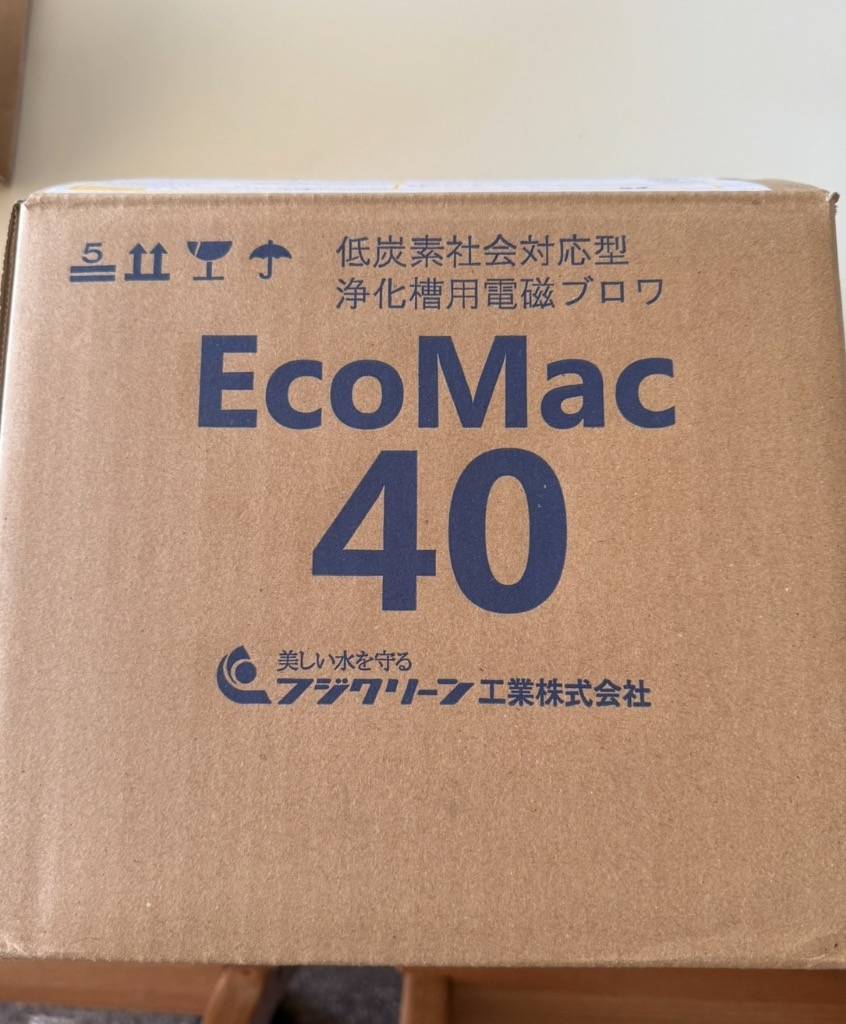 5
低炭素社会対応型
浄化槽用電磁ブロワ
EcoMac
40
美しい水を守る
フジクリーン工業株式会社